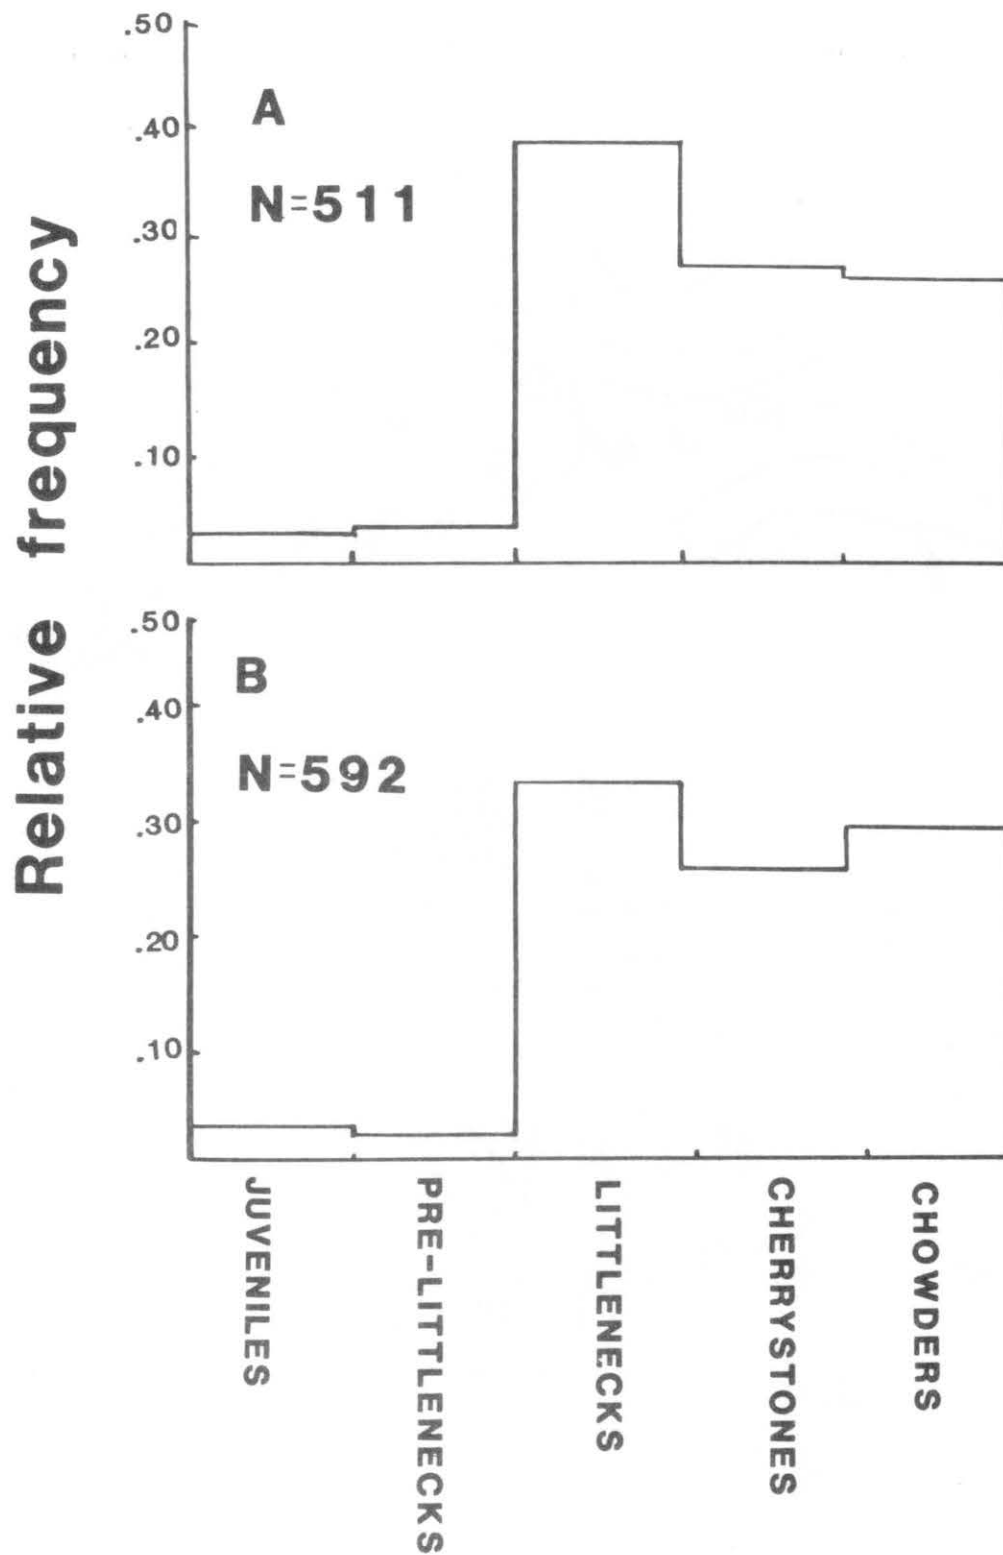 Relative frequency
.50
.40
.30
.20
.10
A
N=511
.50
.40
.30
.20
.10
B
N=592
JUVENILES
PRE-LITTLENECKS
LITTLENECKS
CHERRYSTONES
CHOWDERS